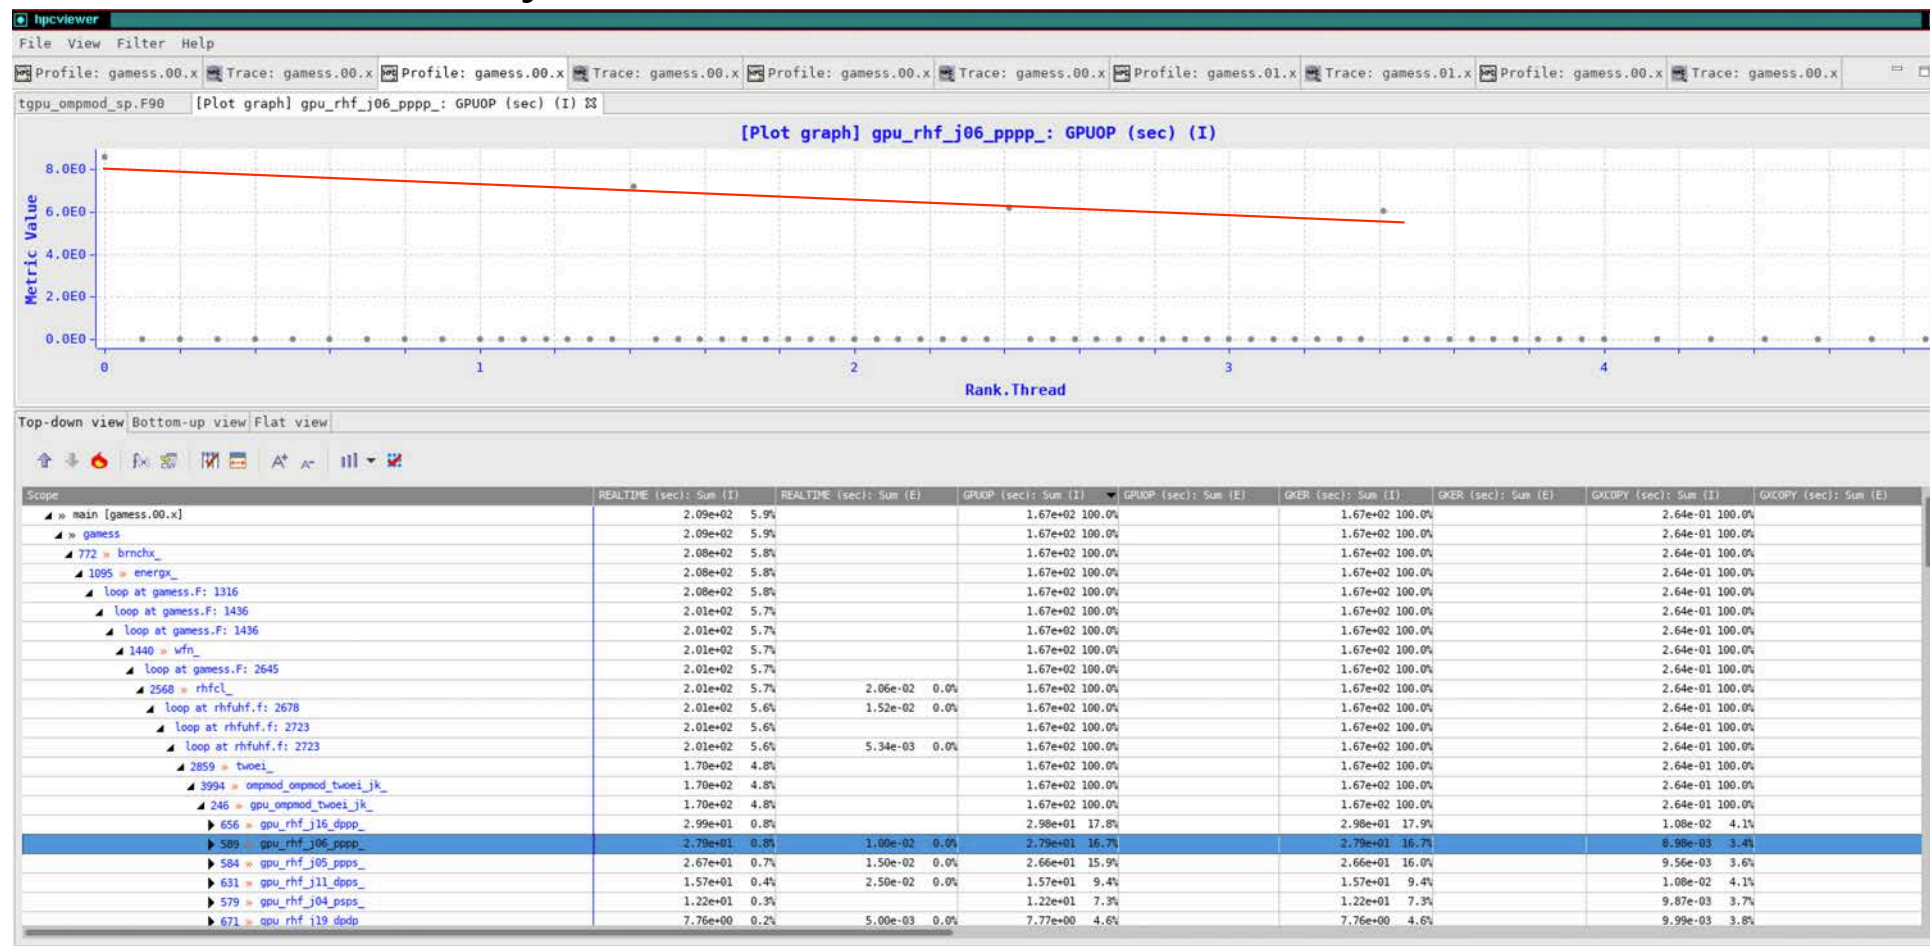 hpcviewer
File View Filter Help
Profile: gamess.00.x Trace: gamess.00.x Profile: gamess.00.x Trace: gamess.00.x Profile: gamess.00.x Trace: gamess.00.x Profile: gamess.01.x Trace: gamess.01.x Profile: gamess.00.x Trace: gamess.00.x
tgpu_ompmod_sp.F90 [Plot graph] gpu_rhf_j06_pppp_: GPUOP (sec) (I)
[Plot graph] gpu_rhf_j06_pppp_: GPUOP (sec) (I)
Metric Value
8.0E0
6.0E0
4.0E0
2.0E0
0.0E0
0 1 2 3 4
Rank.Thread
Top-down view Bottom-up view Flat view
Scope REALTIME (sec): Sum (I) REALTIME (sec): Sum (E) GPUOP (sec): Sum (I) GPUOP (sec): Sum (E) GKER (sec): Sum (I) GKER (sec): Sum (E) GXCOPY (sec): Sum (I) GXCOPY (sec): Sum (E)
» main [gamess.00.x] 2.09e+02 5.9% 1.67e+02 100.0% 1.67e+02 100.0% 2.64e-01 100.0%
» gamess 2.09e+02 5.9% 1.67e+02 100.0% 1.67e+02 100.0% 2.64e-01 100.0%
772 » brnchx_ 2.08e+02 5.8% 1.67e+02 100.0% 1.67e+02 100.0% 2.64e-01 100.0%
1095 » energx_ 2.08e+02 5.8% 1.67e+02 100.0% 1.67e+02 100.0% 2.64e-01 100.0%
loop at gamess.F: 1316 2.08e+02 5.8% 1.67e+02 100.0% 1.67e+02 100.0% 2.64e-01 100.0%
loop at gamess.F: 1436 2.01e+02 5.7% 1.67e+02 100.0% 1.67e+02 100.0% 2.64e-01 100.0%
loop at gamess.F: 1436 2.01e+02 5.7% 1.67e+02 100.0% 1.67e+02 100.0% 2.64e-01 100.0%
1440 » wfn_ 2.01e+02 5.7% 1.67e+02 100.0% 1.67e+02 100.0% 2.64e-01 100.0%
loop at gamess.F: 2645 2.01e+02 5.7% 1.67e+02 100.0% 1.67e+02 100.0% 2.64e-01 100.0%
2568 » rhfcl_ 2.01e+02 5.7% 2.06e-02 0.0% 1.67e+02 100.0% 1.67e+02 100.0% 2.64e-01 100.0%
loop at rhfuhf.f: 2678 2.01e+02 5.6% 1.52e-02 0.0% 1.67e+02 100.0% 1.67e+02 100.0% 2.64e-01 100.0%
loop at rhfuhf.f: 2723 2.01e+02 5.6% 1.67e+02 100.0% 1.67e+02 100.0% 2.64e-01 100.0%
loop at rhfuhf.f: 2723 2.01e+02 5.6% 5.34e-03 0.0% 1.67e+02 100.0% 1.67e+02 100.0% 2.64e-01 100.0%
2859 » twoei_ 1.70e+02 4.8% 1.67e+02 100.0% 1.67e+02 100.0% 2.64e-01 100.0%
3994 » ompmod_ompmod_twoei_jk_ 1.70e+02 4.8% 1.67e+02 100.0% 1.67e+02 100.0% 2.64e-01 100.0%
246 » gpu_ompmod_twoei_jk_ 1.70e+02 4.8% 1.67e+02 100.0% 1.67e+02 100.0% 2.64e-01 100.0%
656 » gpu_rhf_j16_dppp_ 2.99e+01 0.8% 2.98e+01 17.8% 2.98e+01 17.9% 1.08e-02 4.1%
589 » gpu_rhf_j06_pppp_ 2.79e+01 0.8% 1.00e-02 0.0% 2.79e+01 16.7% 2.79e+01 16.7% 8.98e-03 3.4%
584 » gpu_rhf_j05_ppps_ 2.67e+01 0.7% 1.50e-02 0.0% 2.66e+01 15.9% 2.66e+01 16.0% 9.56e-03 3.6%
631 » gpu_rhf_j11_dpps_ 1.57e+01 0.4% 2.50e-02 0.0% 1.57e+01 9.4% 1.57e+01 9.4% 1.08e-02 4.1%
579 » gpu_rhf_j04_psps_ 1.22e+01 0.3% 1.22e+01 7.3% 1.22e+01 7.3% 9.87e-03 3.7%
671 » gpu rhf j19 dpdp 7.76e+00 0.2% 5.00e-03 0.0% 7.77e+00 4.6% 7.76e+00 4.6% 9.99e-03 3.8%